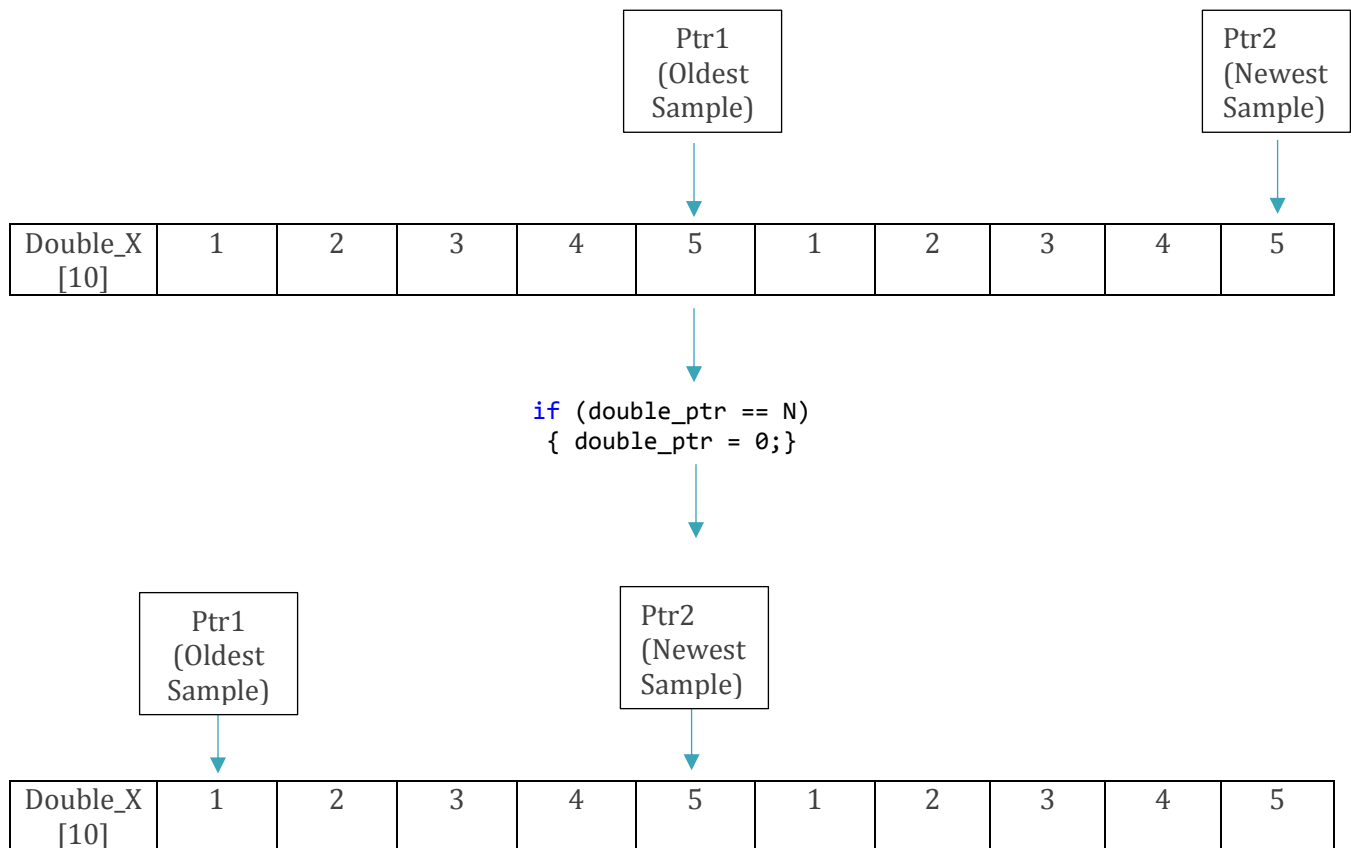 Ptr1
(Oldest
Sample)
Ptr2
(Newest
Sample)
Double_X
[10]
1 2 3 4 5 1 2 3 4 5
if (double_ptr == N)
{ double_ptr = 0;}
Ptr1
(Oldest
Sample)
Ptr2
(Newest
Sample)
Double_X
[10]
1 2 3 4 5 1 2 3 4 5